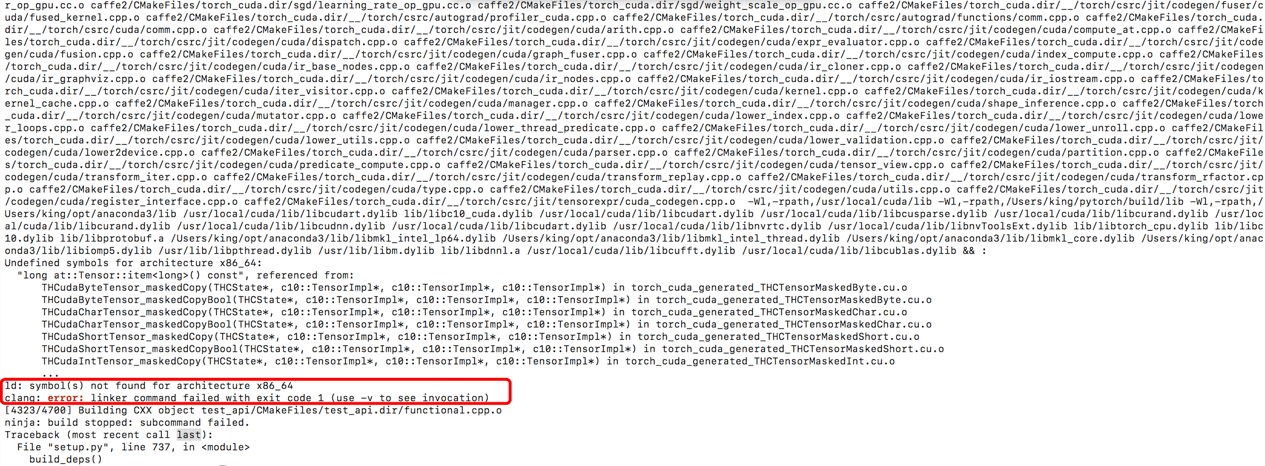 r_op_gpu.cc.o caffe2/CMakeFiles/torch_cuda.dir/sgd/learning_rate_op_gpu.cc.o caffe2/CMakeFiles/torch_cuda.dir/sgd/weight_scale_op_gpu.cc.o caffe2/CMakeFiles/torch_cuda.dir/__/torch/csrc/jit/codegen/fuser/c
uda/fused_kernel.cpp.o caffe2/CMakeFiles/torch_cuda.dir/__/torch/csrc/autograd/profiler_cuda.cpp.o caffe2/CMakeFiles/torch_cuda.dir/__/torch/csrc/autograd/functions/comm.cpp.o caffe2/CMakeFiles/torch_cuda.
dir/__/torch/csrc/cuda/comm.cpp.o caffe2/CMakeFiles/torch_cuda.dir/__/torch/csrc/jit/codegen/cuda/arith.cpp.o caffe2/CMakeFiles/torch_cuda.dir/__/torch/csrc/jit/codegen/cuda/compute_at.cpp.o caffe2/CMakeFi
les/torch_cuda.dir/__/torch/csrc/jit/codegen/cuda/dispatch.cpp.o caffe2/CMakeFiles/torch_cuda.dir/__/torch/csrc/jit/codegen/cuda/expr_evaluator.cpp.o caffe2/CMakeFiles/torch_cuda.dir/__/torch/csrc/jit/code
gen/cuda/fusion.cpp.o caffe2/CMakeFiles/torch_cuda.dir/__/torch/csrc/jit/codegen/cuda/graph_fuser.cpp.o caffe2/CMakeFiles/torch_cuda.dir/__/torch/csrc/jit/codegen/cuda/index_compute.cpp.o caffe2/CMakeFiles
/torch_cuda.dir/__/torch/csrc/jit/codegen/cuda/ir_base_nodes.cpp.o caffe2/CMakeFiles/torch_cuda.dir/__/torch/csrc/jit/codegen/cuda/ir_cloner.cpp.o caffe2/CMakeFiles/torch_cuda.dir/__/torch/csrc/jit/codegen
/cuda/ir_graphviz.cpp.o caffe2/CMakeFiles/torch_cuda.dir/__/torch/csrc/jit/codegen/cuda/ir_nodes.cpp.o caffe2/CMakeFiles/torch_cuda.dir/__/torch/csrc/jit/codegen/cuda/ir_iostream.cpp.o caffe2/CMakeFiles/to
rch_cuda.dir/__/torch/csrc/jit/codegen/cuda/iter_visitor.cpp.o caffe2/CMakeFiles/torch_cuda.dir/__/torch/csrc/jit/codegen/cuda/kernel.cpp.o caffe2/CMakeFiles/torch_cuda.dir/__/torch/csrc/jit/codegen/cuda/k
ernel_cache.cpp.o caffe2/CMakeFiles/torch_cuda.dir/__/torch/csrc/jit/codegen/cuda/manager.cpp.o caffe2/CMakeFiles/torch_cuda.dir/__/torch/csrc/jit/codegen/cuda/shape_inference.cpp.o caffe2/CMakeFiles/torch
_cuda.dir/__/torch/csrc/jit/codegen/cuda/mutator.cpp.o caffe2/CMakeFiles/torch_cuda.dir/__/torch/csrc/jit/codegen/cuda/lower_index.cpp.o caffe2/CMakeFiles/torch_cuda.dir/__/torch/csrc/jit/codegen/cuda/lowe
r_loops.cpp.o caffe2/CMakeFiles/torch_cuda.dir/__/torch/csrc/jit/codegen/cuda/lower_thread_predicate.cpp.o caffe2/CMakeFiles/torch_cuda.dir/__/torch/csrc/jit/codegen/cuda/lower_unroll.cpp.o caffe2/CMakeFil
es/torch_cuda.dir/__/torch/csrc/jit/codegen/cuda/lower_utils.cpp.o caffe2/CMakeFiles/torch_cuda.dir/__/torch/csrc/jit/codegen/cuda/lower_validation.cpp.o caffe2/CMakeFiles/torch_cuda.dir/__/torch/csrc/jit/
codegen/cuda/lower2device.cpp.o caffe2/CMakeFiles/torch_cuda.dir/__/torch/csrc/jit/codegen/cuda/parser.cpp.o caffe2/CMakeFiles/torch_cuda.dir/__/torch/csrc/jit/codegen/cuda/partition.cpp.o caffe2/CMakeFile
s/torch_cuda.dir/__/torch/csrc/jit/codegen/cuda/predicate_compute.cpp.o caffe2/CMakeFiles/torch_cuda.dir/__/torch/csrc/jit/codegen/cuda/tensor_view.cpp.o caffe2/CMakeFiles/torch_cuda.dir/__/torch/csrc/jit/
codegen/cuda/transform_iter.cpp.o caffe2/CMakeFiles/torch_cuda.dir/__/torch/csrc/jit/codegen/cuda/transform_replay.cpp.o caffe2/CMakeFiles/torch_cuda.dir/__/torch/csrc/jit/codegen/cuda/transform_rfactor.cp
p.o caffe2/CMakeFiles/torch_cuda.dir/__/torch/csrc/jit/codegen/cuda/type.cpp.o caffe2/CMakeFiles/torch_cuda.dir/__/torch/csrc/jit/codegen/cuda/utils.cpp.o caffe2/CMakeFiles/torch_cuda.dir/__/torch/csrc/jit
/codegen/cuda/register_interface.cpp.o caffe2/CMakeFiles/torch_cuda.dir/__/torch/csrc/jit/tensorexpr/cuda_codegen.cpp.o  -Wl,-rpath,/usr/local/cuda/lib -Wl,-rpath,/Users/king/pytorch/build/lib -Wl,-rpath,/
Users/king/opt/anaconda3/lib /usr/local/cuda/lib/libcudart.dylib lib/libc10_cuda.dylib /usr/local/cuda/lib/libcudart.dylib /usr/local/cuda/lib/libcusparse.dylib /usr/local/cuda/lib/libcurand.dylib /usr/loc
al/cuda/lib/libcurand.dylib /usr/local/cuda/lib/libcudnn.dylib /usr/local/cuda/lib/libcudart.dylib /usr/local/cuda/lib/libnvrtc.dylib /usr/local/cuda/lib/libnvToolsExt.dylib lib/libtorch_cpu.dylib lib/libc
10.dylib lib/libprotobuf.a /Users/king/opt/anaconda3/lib/libmkl_intel_lp64.dylib /Users/king/opt/anaconda3/lib/libmkl_intel_thread.dylib /Users/king/opt/anaconda3/lib/libmkl_core.dylib /Users/king/opt/anac
onda3/lib/libiomp5.dylib /usr/lib/libpthread.dylib /usr/lib/libm.dylib lib/libdnnl.a /usr/local/cuda/lib/libcufft.dylib /usr/local/cuda/lib/libcublas.dylib && :
Undefined symbols for architecture x86_64:
"long at::Tensor::item<long>() const", referenced from:
THCudaByteTensor_maskedCopy(THCState*, c10::TensorImpl*, c10::TensorImpl*, c10::TensorImpl*) in torch_cuda_generated_THCTensorMaskedByte.cu.o
THCudaByteTensor_maskedCopyBool(THCState*, c10::TensorImpl*, c10::TensorImpl*, c10::TensorImpl*) in torch_cuda_generated_THCTensorMaskedByte.cu.o
THCudaCharTensor_maskedCopy(THCState*, c10::TensorImpl*, c10::TensorImpl*, c10::TensorImpl*) in torch_cuda_generated_THCTensorMaskedChar.cu.o
THCudaCharTensor_maskedCopyBool(THCState*, c10::TensorImpl*, c10::TensorImpl*, c10::TensorImpl*) in torch_cuda_generated_THCTensorMaskedChar.cu.o
THCudaShortTensor_maskedCopy(THCState*, c10::TensorImpl*, c10::TensorImpl*, c10::TensorImpl*) in torch_cuda_generated_THCTensorMaskedShort.cu.o
THCudaShortTensor_maskedCopyBool(THCState*, c10::TensorImpl*, c10::TensorImpl*, c10::TensorImpl*) in torch_cuda_generated_THCTensorMaskedShort.cu.o
THCudaIntTensor_maskedCopy(THCState*, c10::TensorImpl*, c10::TensorImpl*, c10::TensorImpl*) in torch_cuda_generated_THCTensorMaskedInt.cu.o
...
ld: symbol(s) not found for architecture x86_64
clang: error: linker command failed with exit code 1 (use -v to see invocation)
[4323/4700] Building CXX object test_api/CMakeFiles/test_api.dir/functional.cpp.o
ninja: build stopped: subcommand failed.
Traceback (most recent call last):
File "setup.py", line 737, in <module>
build_deps()